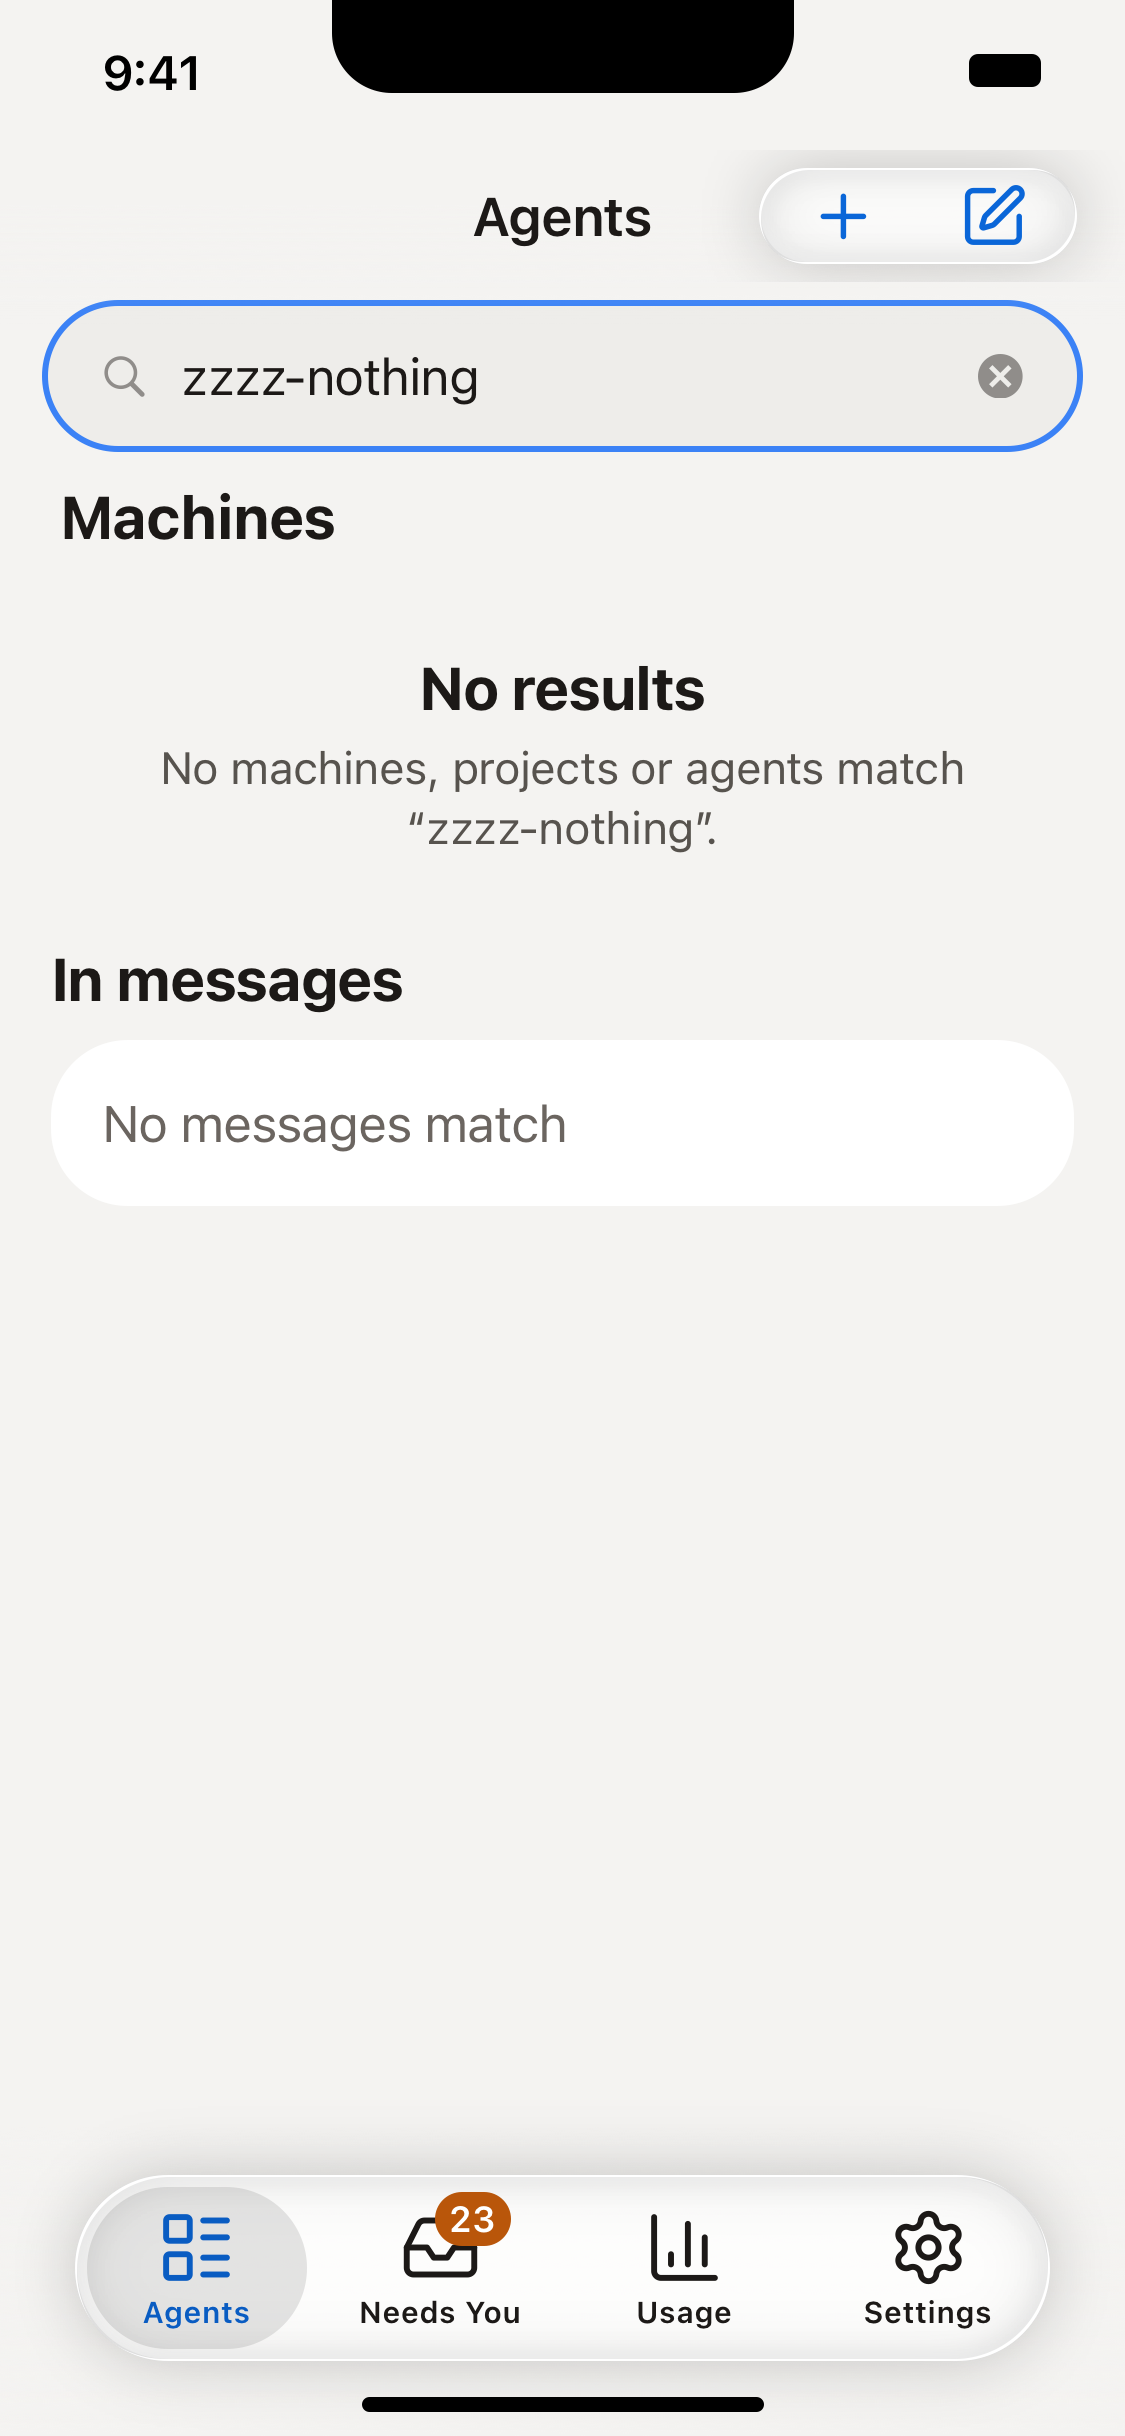 9:41
Agents
zzzz-nothing
Machines
No results
No machines, projects or agents match
“zzzz-nothing”.
In messages
No messages match
23
Agents
Needs You
Usage
Settings